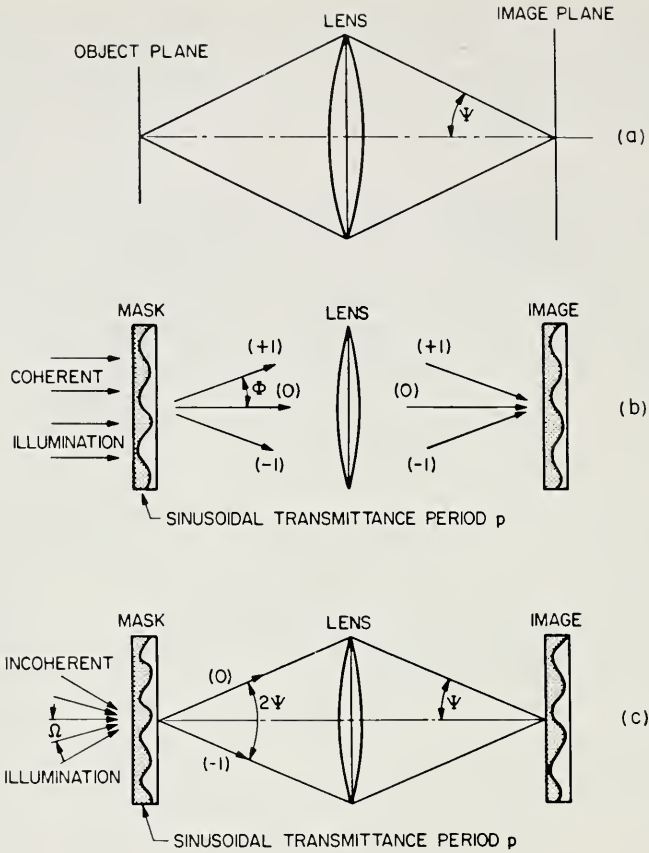 LENS
IMAGE PLANE
OBJECT PLANE
Ψ
(a)
MASK
LENS
IMAGE
(+1)
(+1)
COHERENT
Φ
(0)
(0)
(b)
ILLUMINATION
(-1)
(-1)
SINUSOIDAL TRANSMITTANCE PERIOD p
MASK
LENS
IMAGE
INCOHERENT
(0)
Ω
2Ψ
Ψ
(c)
ILLUMINATION
(-1)
SINUSOIDAL TRANSMITTANCE PERIOD p